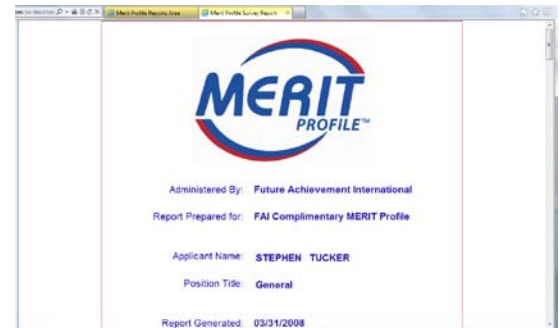 Merit Profile Reports Area
Merit Profile Survey Report
MERIT
PROFILE™
Administered By: Future Achievement International
Report Prepared for: FAI Complimentary MERIT Profile
Applicant Name: STEPHEN TUCKER
Position Title: General
Report Generated: 03/31/2008